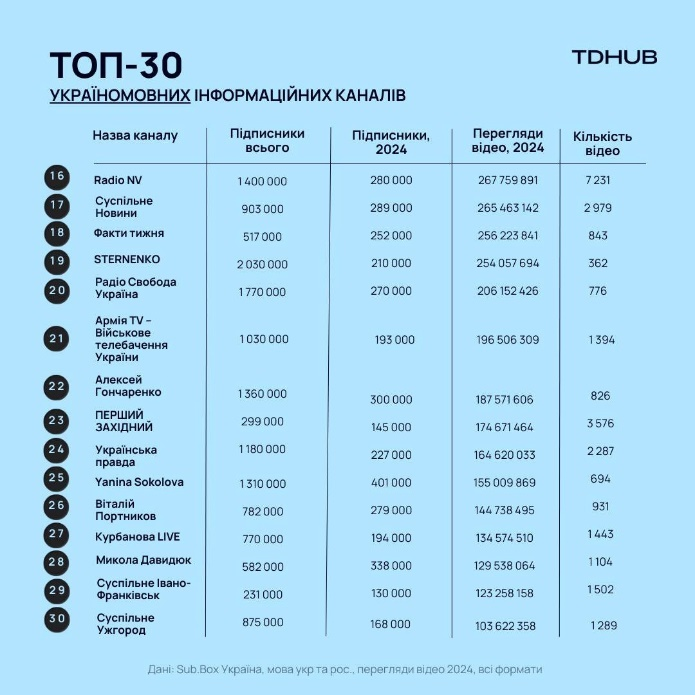 ТОП-30
TDHUB
УКРАЇНОМОВНИХ ІНФОРМАЦІЙНИХ КАНАЛІВ
Назва каналу Підписники всього Підписники, 2024 Перегляди відео, 2024 Кількість відео
16 Radio NV 1 400 000 280 000 267 759 891 7 231
17 Суспільне Новини 903 000 289 000 265 463 142 2 979
18 Факти тижня 517 000 252 000 256 223 841 843
19 STERNENKO 2 030 000 210 000 254 057 694 362
20 Радіо Свобода Україна 1 770 000 270 000 206 152 426 776
21 Армія TV – Військове телебачення України 1 030 000 193 000 196 506 309 1 394
22 Алексей Гончаренко 1 360 000 300 000 187 571 606 826
23 ПЕРШИЙ ЗАХІДНИЙ 299 000 145 000 174 671 464 3 576
24 Українська правда 1 180 000 227 000 164 620 033 2 287
25 Yanina Sokolova 1 310 000 401 000 155 009 869 694
26 Віталій Портников 782 000 279 000 144 738 495 931
27 Курбанова LIVE 770 000 194 000 134 574 510 1 443
28 Микола Давидюк 582 000 338 000 129 538 064 1 104
29 Суспільне Івано-Франківськ 231 000 130 000 123 258 158 1 502
30 Суспільне Ужгород 875 000 168 000 103 622 358 1 289
Дані: Sub.Box Україна, мова укр та рос., перегляди відео 2024, всі формати